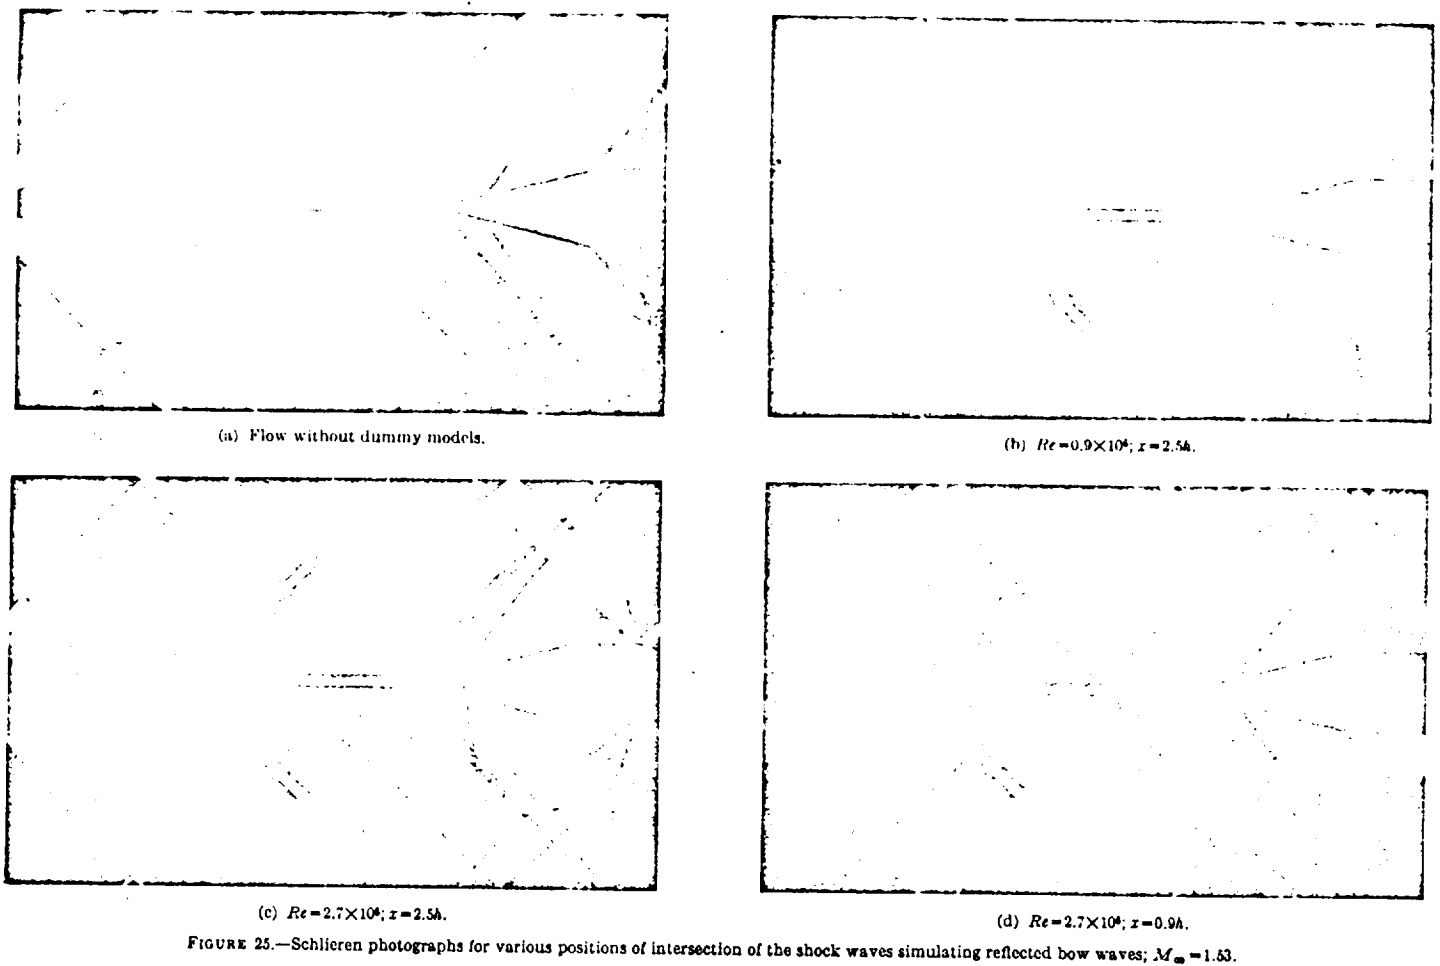 (a) Flow without dummy models.
(b) Re=0.9×10⁶; x=2.5h.
(c) Re=2.7×10⁶; x=2.5h.
(d) Re=2.7×10⁶; x=0.9h.
FIGURE 25.—Schlieren photographs for various positions of intersection of the shock waves simulating reflected bow waves; M∞=1.53.